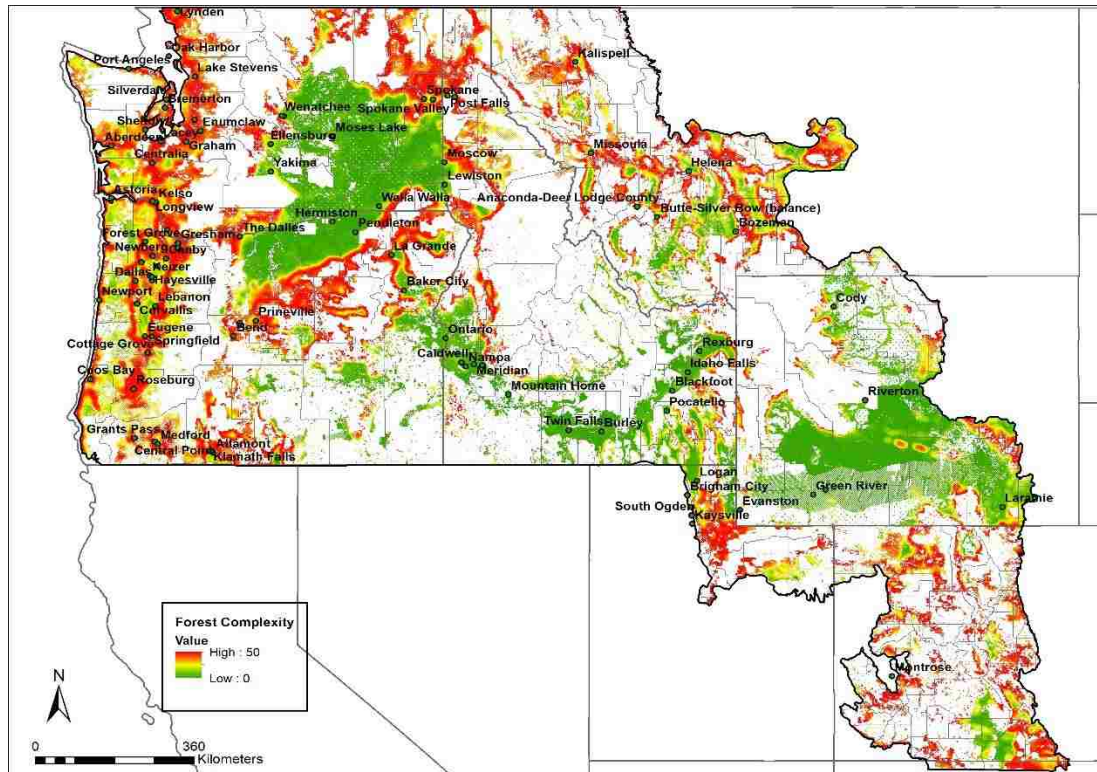 Lynden
Oak Harbor
Port Angeles
Lake Stevens
Kalispell
Silverdale
Bremerton
Spokane
Spokane Valley
Post Falls
Wenatchee
Enumclaw
Moses Lake
Shelton
Lacey
Aberdeen
Graham
Ellensburg
Missoula
Centralia
Moscow
Helena
Yakima
Lewiston
Astoria
Kelso
Walla Walla
Anaconda-Deer Lodge County
Longview
Hermiston
Butte-Silver Bow (balance)
Pendleton
Bozeman
The Dalles
Forest Grove
Gresham
La Grande
Newberg
Canby
Keizer
Dallas
Hayesville
Baker City
Newport
Lebanon
Corvallis
Cody
Prineville
Bend
Ontario
Eugene
Springfield
Cottage Grove
Rexburg
Caldwell
Nampa
Meridian
Idaho Falls
Coos Bay
Roseburg
Mountain Home
Blackfoot
Riverton
Pocatello
Twin Falls
Burley
Grants Pass
Medford
Central Point
Altamont
Klamath Falls
Logan
Brigham City
Green River
South Ogden
Evanston
Laramie
Kaysville
Forest Complexity
Value
High : 50
Low : 0
Montrose
N
0 360
Kilometers